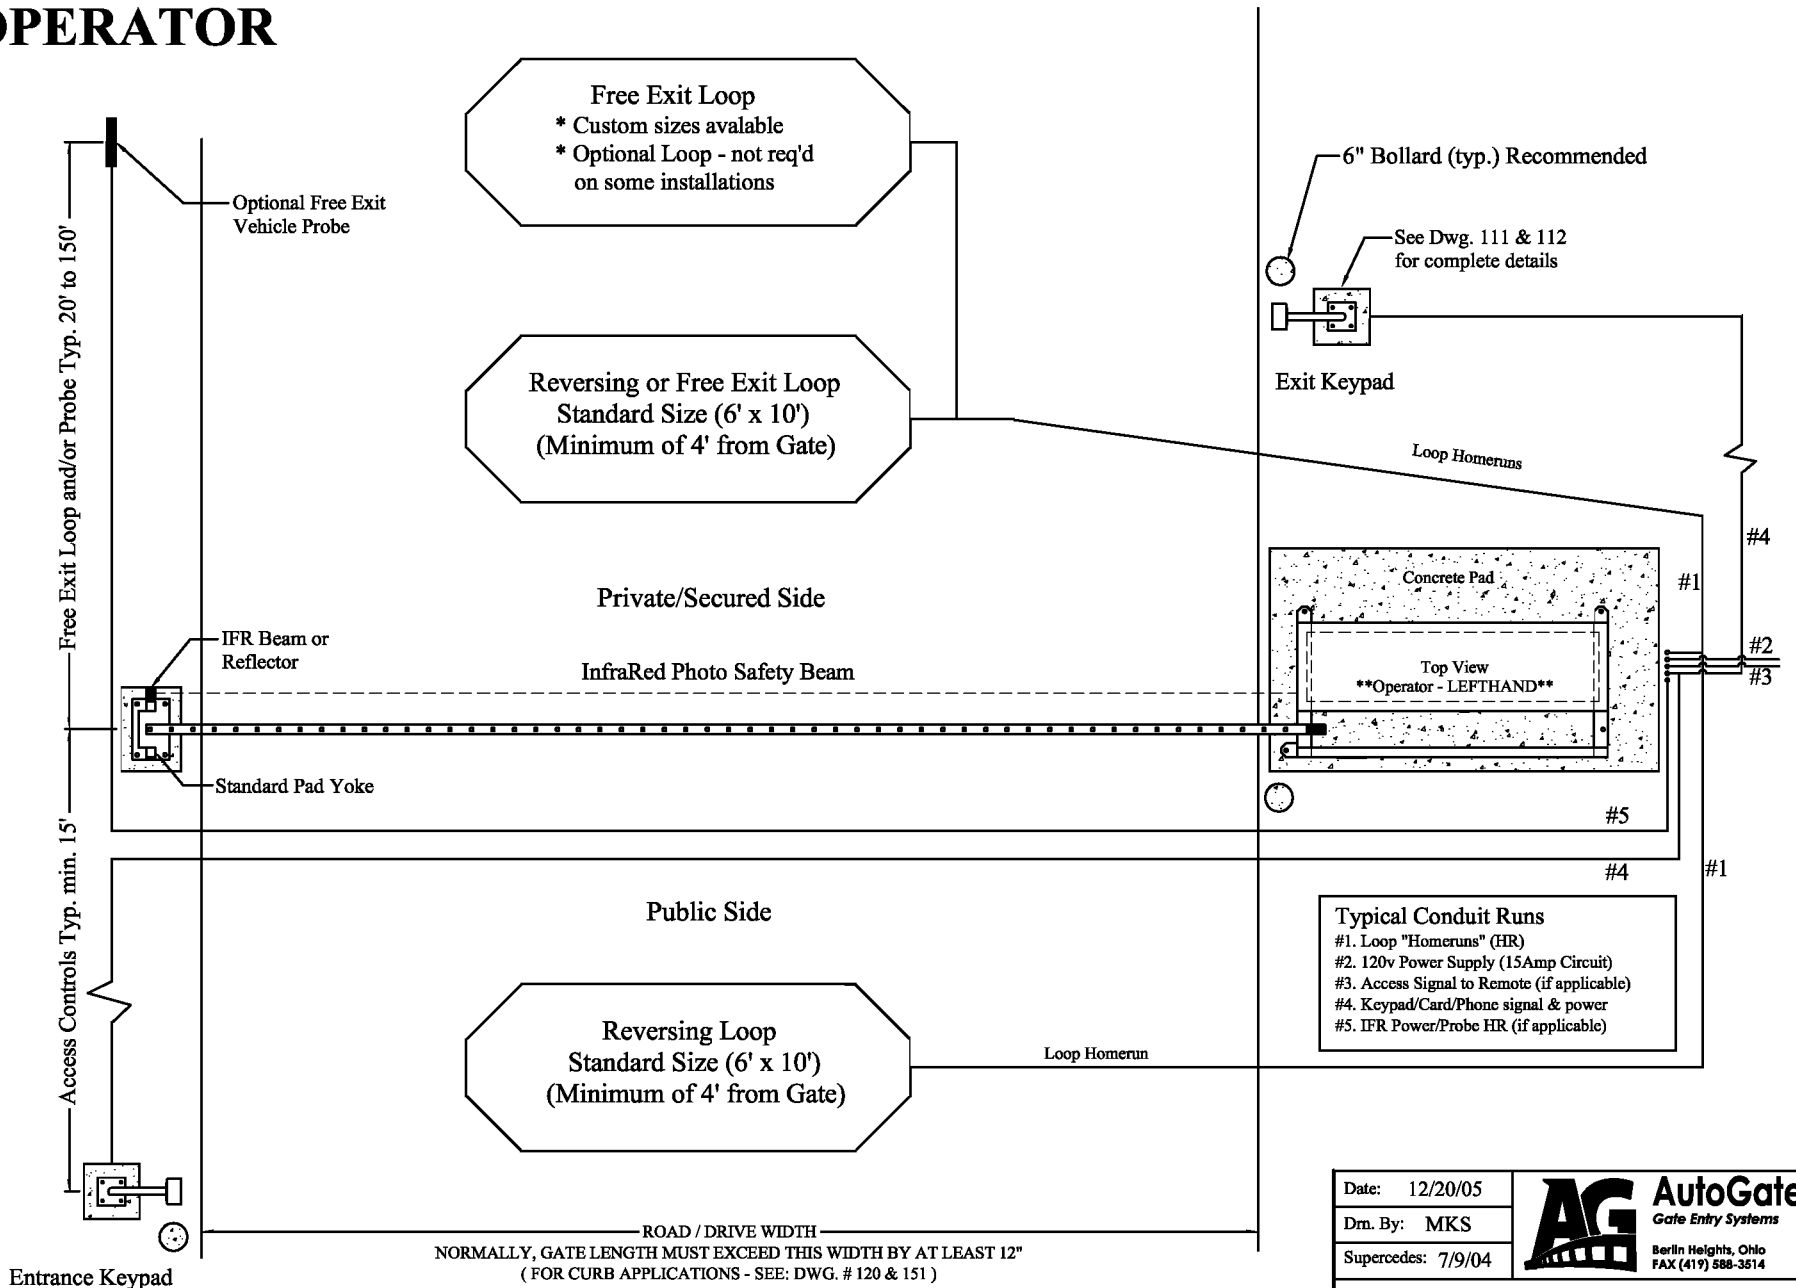 OPERATOR
Free Exit Loop
* Custom sizes avalable
* Optional Loop - not req'd
on some installations
6" Bollard (typ.) Recommended
Optional Free Exit
Vehicle Probe
See Dwg. 111 & 112
for complete details
Free Exit Loop and/or Probe Typ. 20' to 150'
Reversing or Free Exit Loop
Standard Size (6' x 10')
(Minimum of 4' from Gate)
Exit Keypad
Loop Homeruns
#4
#1
Concrete Pad
Private/Secured Side
IFR Beam or
Reflector
InfraRed Photo Safety Beam
Top View
**Operator - LEFTHAND**
#2
#3
Standard Pad Yoke
#5
#4
#1
Access Controls Typ. min. 15'
Public Side
Typical Conduit Runs
#1. Loop "Homeruns" (HR)
#2. 120v Power Supply (15Amp Circuit)
#3. Access Signal to Remote (if applicable)
#4. Keypad/Card/Phone signal & power
#5. IFR Power/Probe HR (if applicable)
Reversing Loop
Standard Size (6' x 10')
(Minimum of 4' from Gate)
Loop Homerun
Date: 12/20/05
Drn. By: MKS
Supercedes: 7/9/04
AG
AutoGate
Gate Entry Systems
Berlin Heights, Ohio
FAX (419) 588-3514
ROAD / DRIVE WIDTH
NORMALLY, GATE LENGTH MUST EXCEED THIS WIDTH BY AT LEAST 12"
( FOR CURB APPLICATIONS - SEE: DWG. # 120 & 151 )
Entrance Keypad